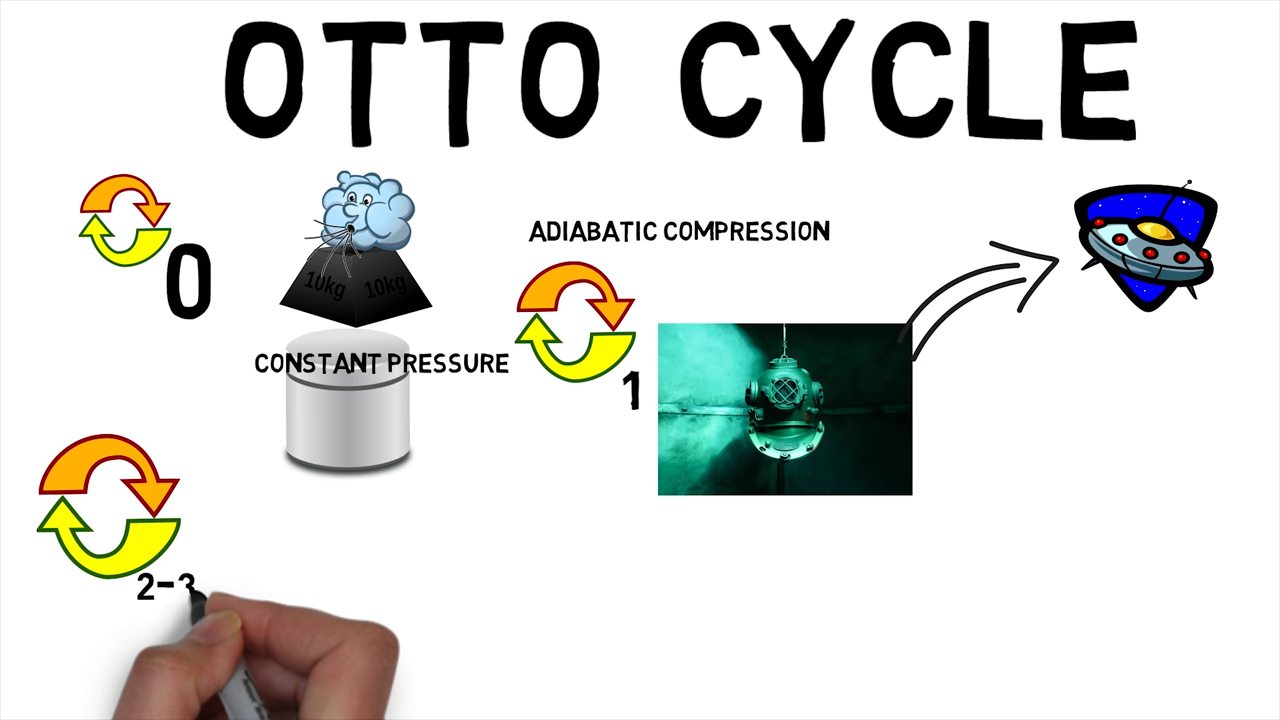 OTTO CYCLE
0
10kg 10kg
CONSTANT PRESSURE
ADIABATIC COMPRESSION
1
2-3